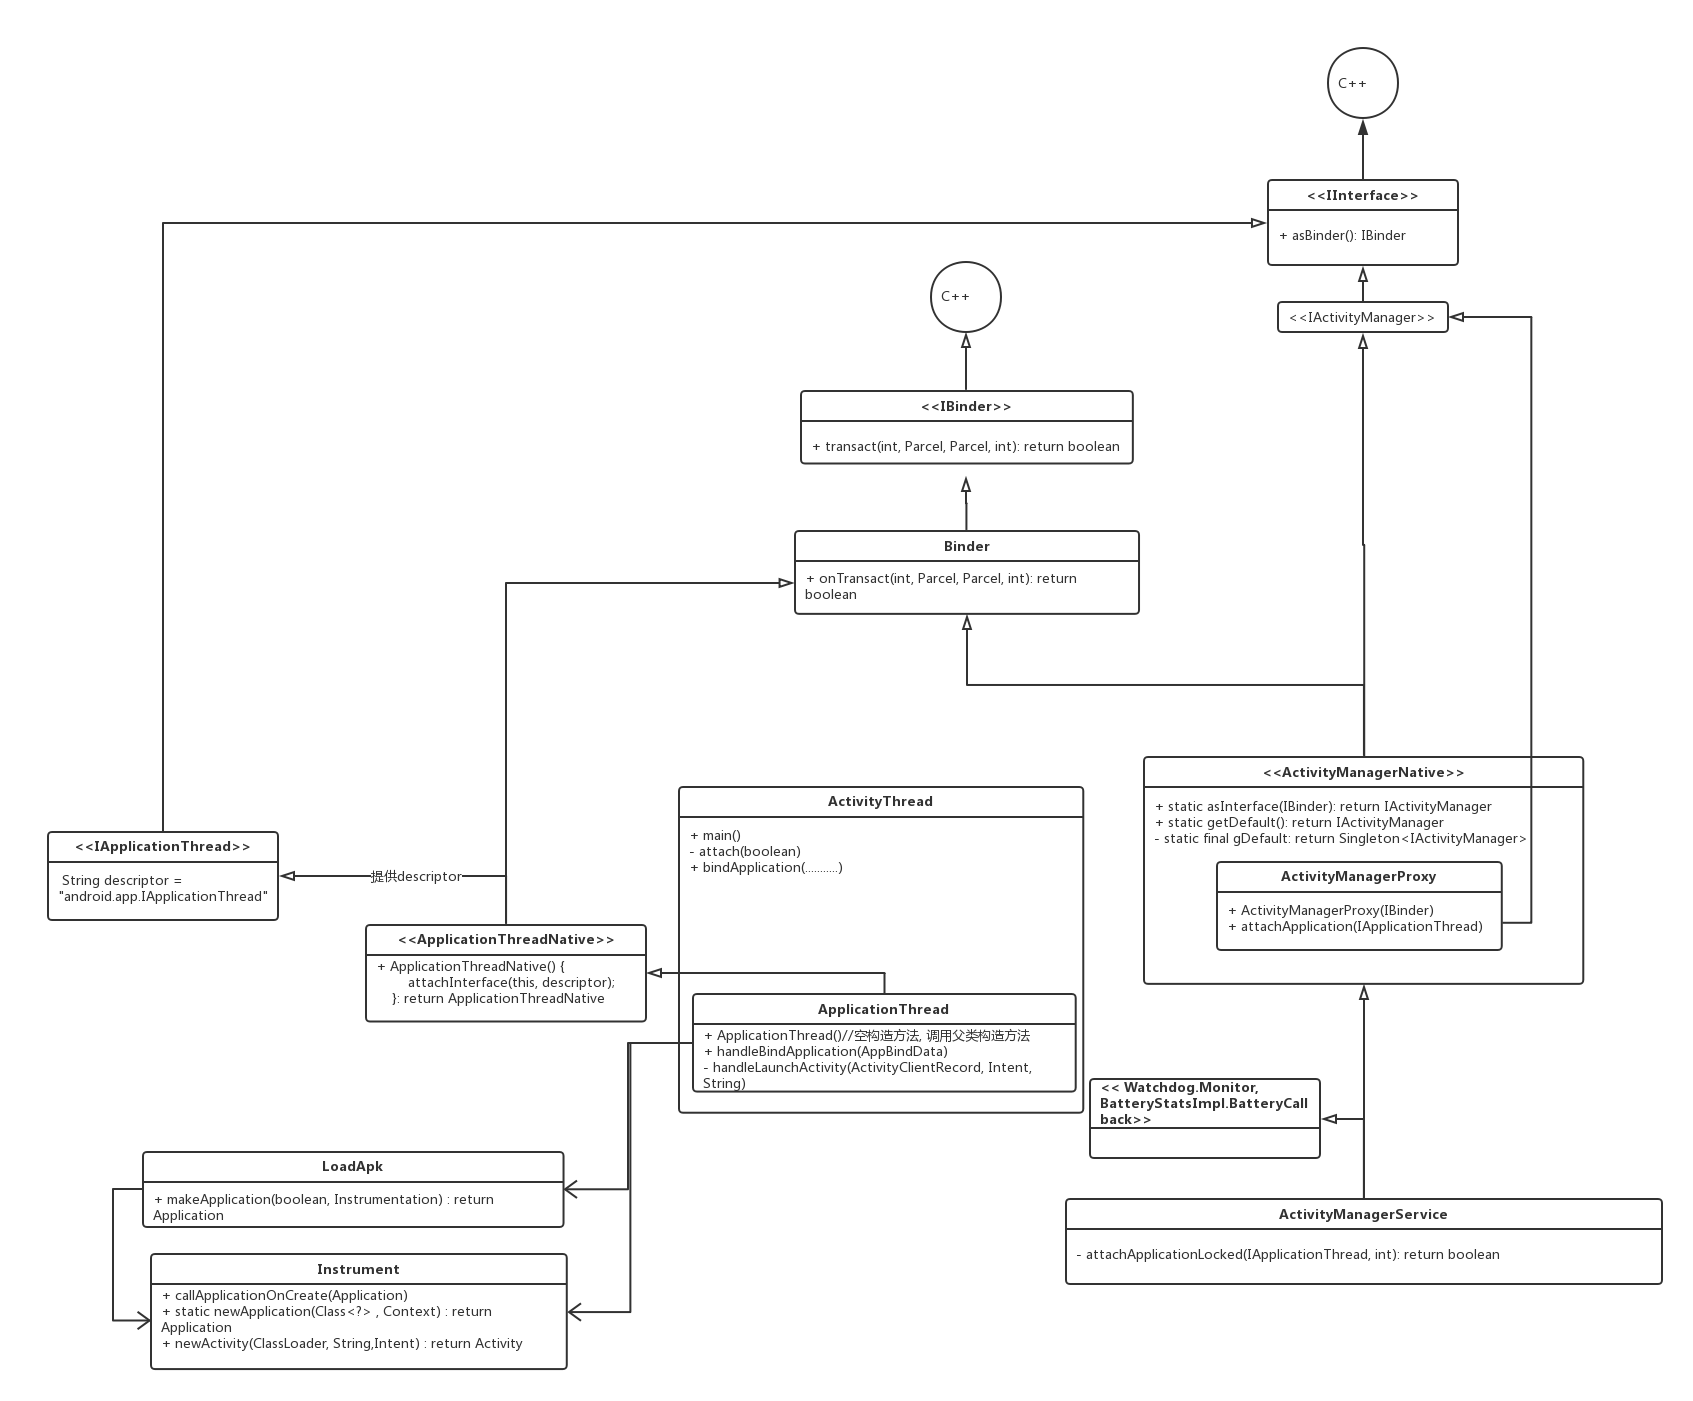 C++
<<IInterface>>
+ asBinder(): IBinder
C++
<<IActivityManager>>
<<IBinder>>
+ transact(int, Parcel, Parcel, int): return boolean
Binder
+ onTransact(int, Parcel, Parcel, int): return
boolean
<<ActivityManagerNative>>
+ static asInterface(IBinder): return IActivityManager
+ static getDefault(): return IActivityManager
- static final gDefault: return Singleton<IActivityManager>
ActivityManagerProxy
+ ActivityManagerProxy(IBinder)
+ attachApplication(IApplicationThread)
ActivityThread
+ main()
- attach(boolean)
+ bindApplication(...........)
<<IApplicationThread>>
String descriptor =
"android.app.IApplicationThread"
提供descriptor
<<ApplicationThreadNative>>
+ ApplicationThreadNative() {
attachInterface(this, descriptor);
}: return ApplicationThreadNative
ApplicationThread
+ ApplicationThread()//空构造方法, 调用父类构造方法
+ handleBindApplication(AppBindData)
- handleLaunchActivity(ActivityClientRecord, Intent,
String)
<< Watchdog.Monitor,
BatteryStatsImpl.BatteryCall
back>>
LoadApk
+ makeApplication(boolean, Instrumentation) : return
Application
ActivityManagerService
- attachApplicationLocked(IApplicationThread, int): return boolean
Instrument
+ callApplicationOnCreate(Application)
+ static newApplication(Class<?> , Context) : return
Application
+ newActivity(ClassLoader, String,Intent) : return Activity